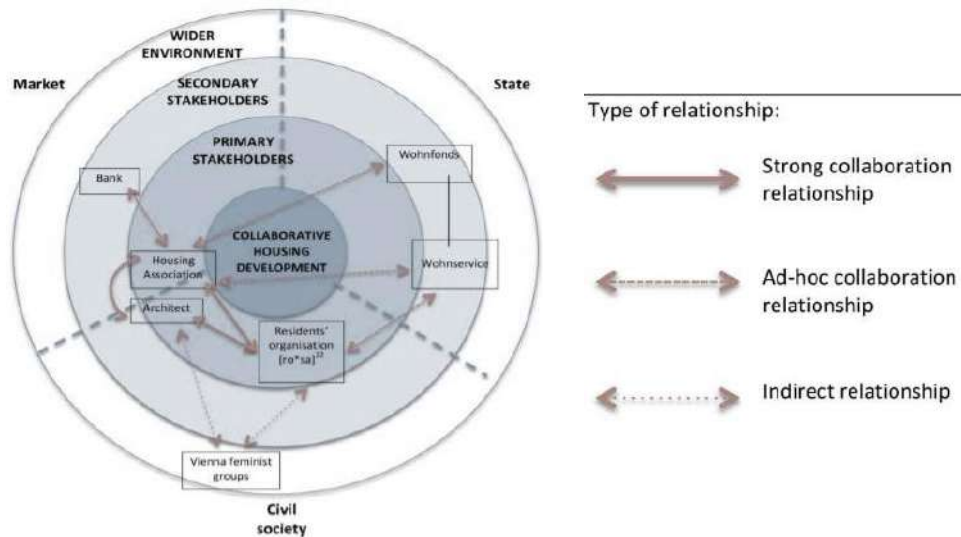 WIDER
ENVIRONMENT
Market
State
SECONDARY
STAKEHOLDERS
PRIMARY
STAKEHOLDERS
Wohnfonds
Bank
COLLABORATIVE
HOUSING
DEVELOPMENT
Housing
Association
Wohnservice
Architect
Residents'
organisation
[ro*sa]
Vienna feminist
groups
Civil
society
Type of relationship:
Strong collaboration
relationship
Ad-hoc collaboration
relationship
Indirect relationship